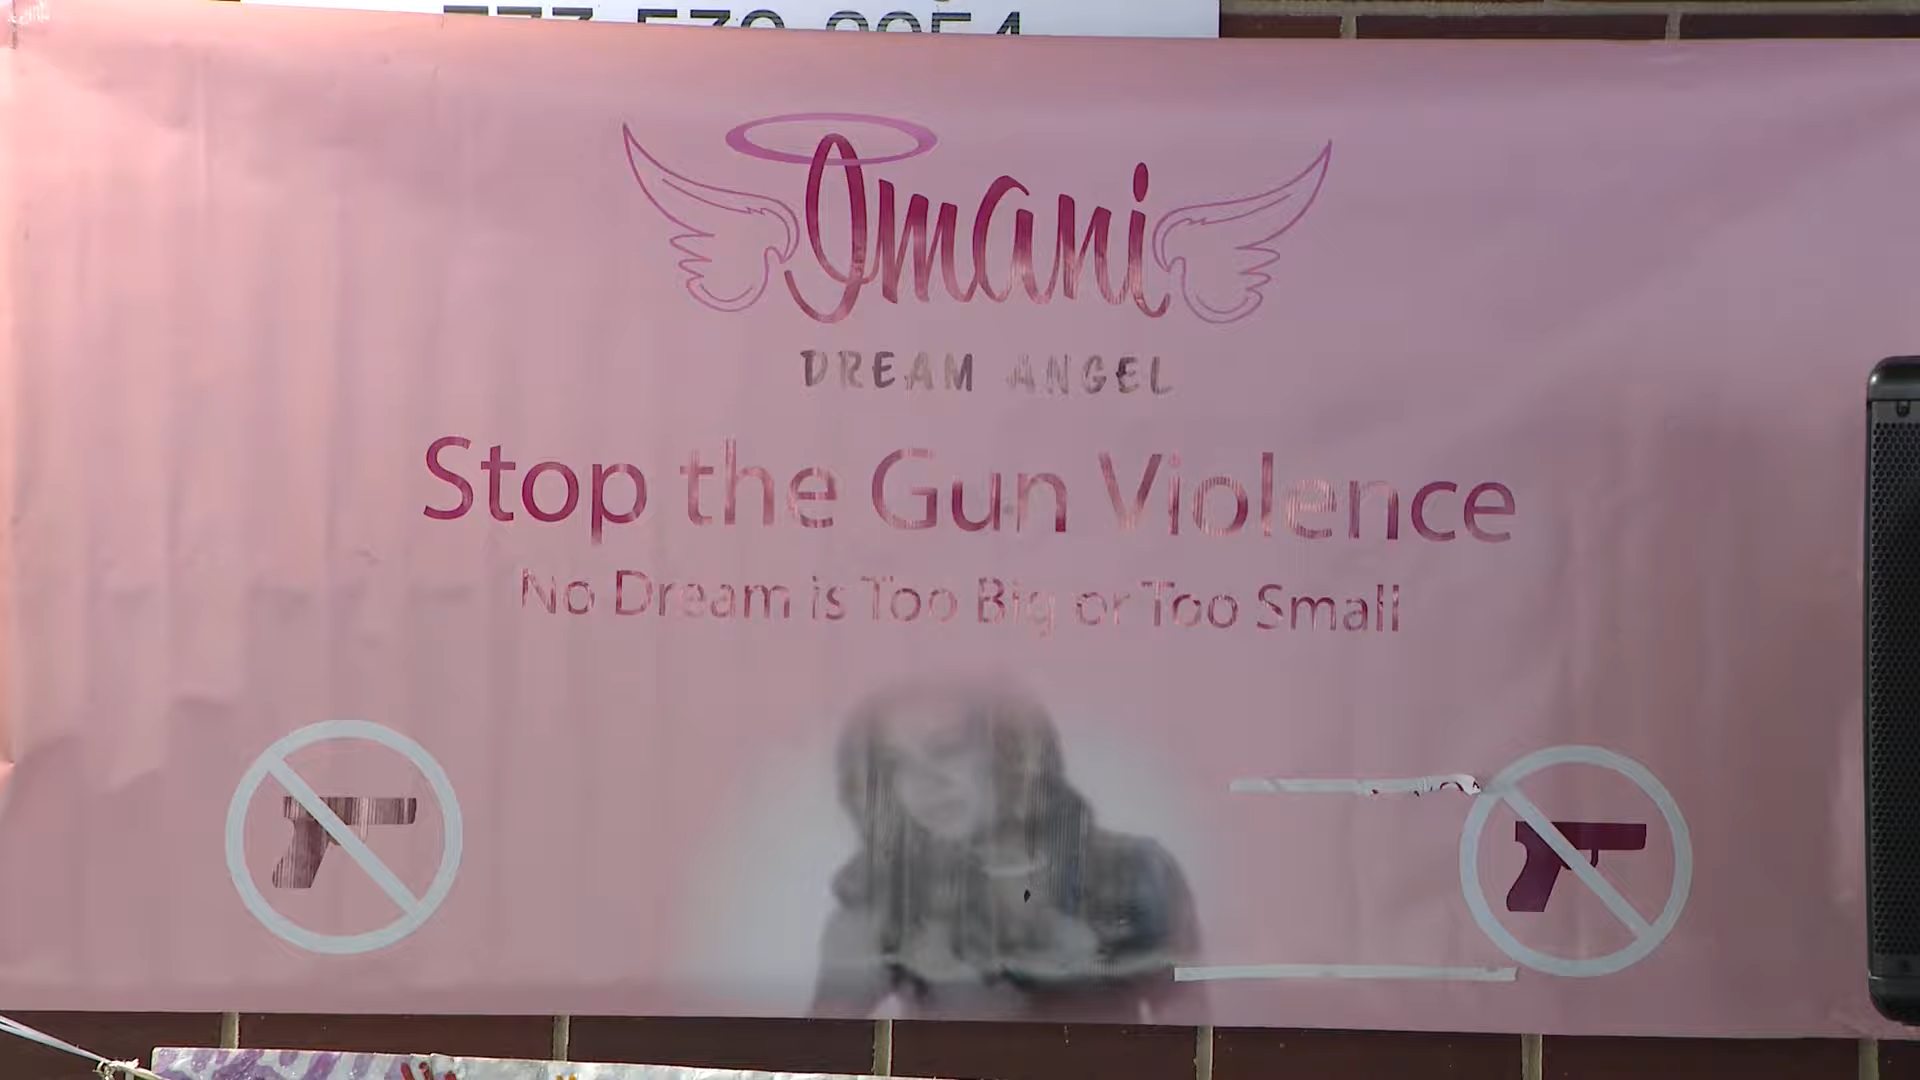 Imani
DREAM ANGEL
Stop the Gun Violence
No Dream is Too Big or Too Small